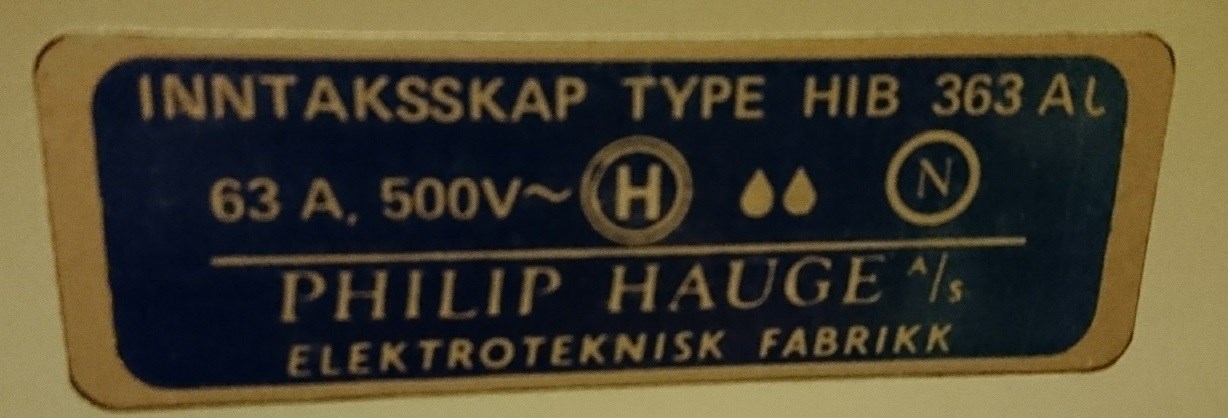 INNTAKSSKAP TYPE HIB 363 Al
63 A. 500V~ H N
PHILIP HAUGE A/S
ELEKTROTEKNISK FABRIKK